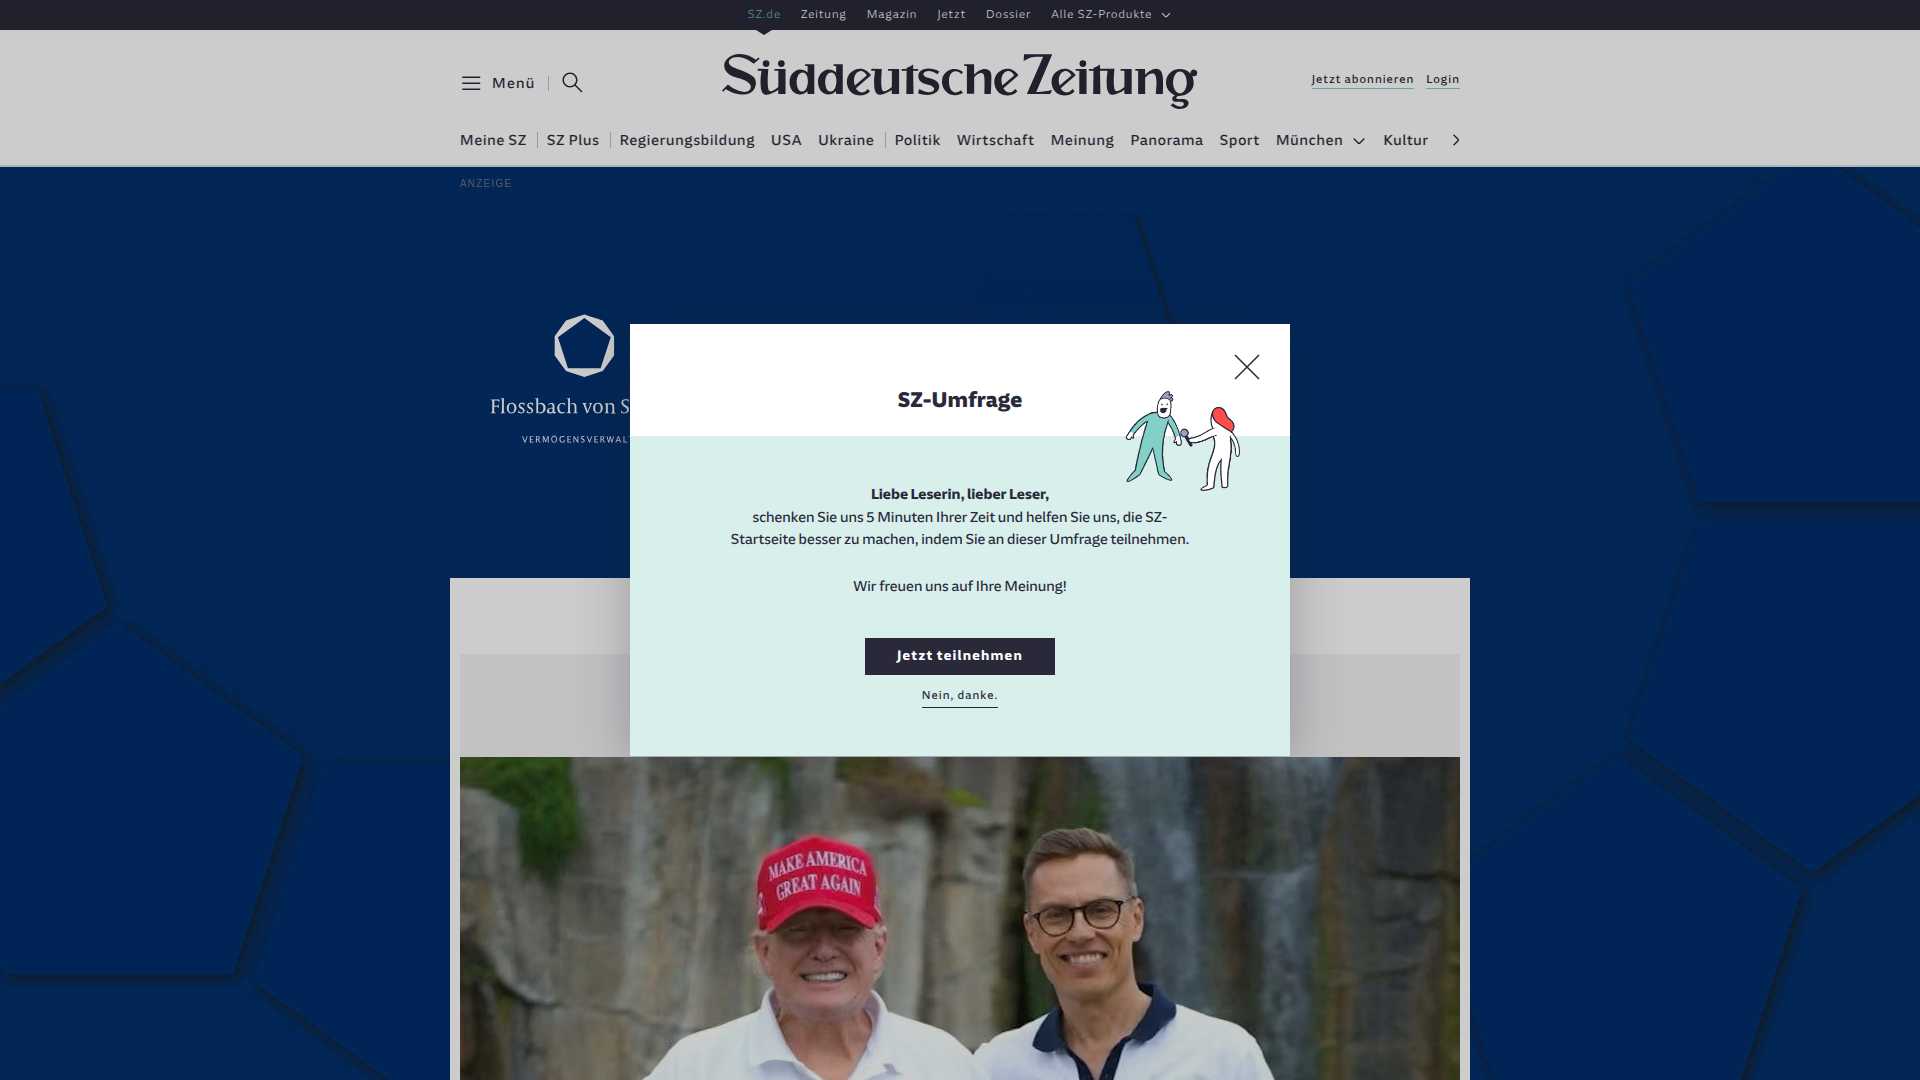 SZ.de Zeitung Magazin Jetzt Dossier Alle SZ-Produkte
Menü
Süddeutsche Zeitung
Jetzt abonnieren Login
Meine SZ SZ Plus Regierungsbildung USA Ukraine Politik Wirtschaft Meinung Panorama Sport München Kultur
ANZEIGE
Flossbach von S
VERMÖGENSVERWAL
SZ-Umfrage
Liebe Leserin, lieber Leser,
schenken Sie uns 5 Minuten Ihrer Zeit und helfen Sie uns, die SZ-
Startseite besser zu machen, indem Sie an dieser Umfrage teilnehmen.
Wir freuen uns auf Ihre Meinung!
Jetzt teilnehmen
Nein, danke.
MAKE AMERICA
GREAT AGAIN